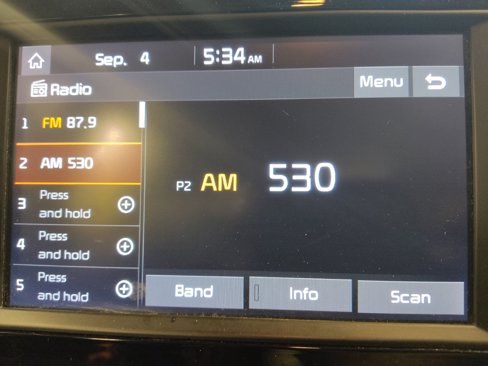 Sep. 4 5:34 AM
Radio Menu
1 FM 87.9
2 AM 530
P2 AM 530
3 Press
and hold
4 Press
and hold
5 Press
and hold
Band Info Scan